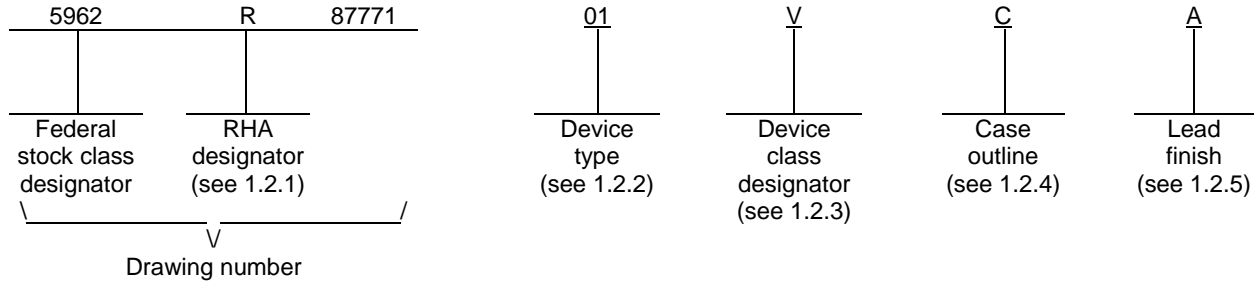 5962 R 87771 01 V C A
Federal RHA Device Device Case Lead
stock class designator type class outline finish
designator (see 1.2.1) (see 1.2.2) designator (see 1.2.4) (see 1.2.5)
(see 1.2.3)
Drawing number